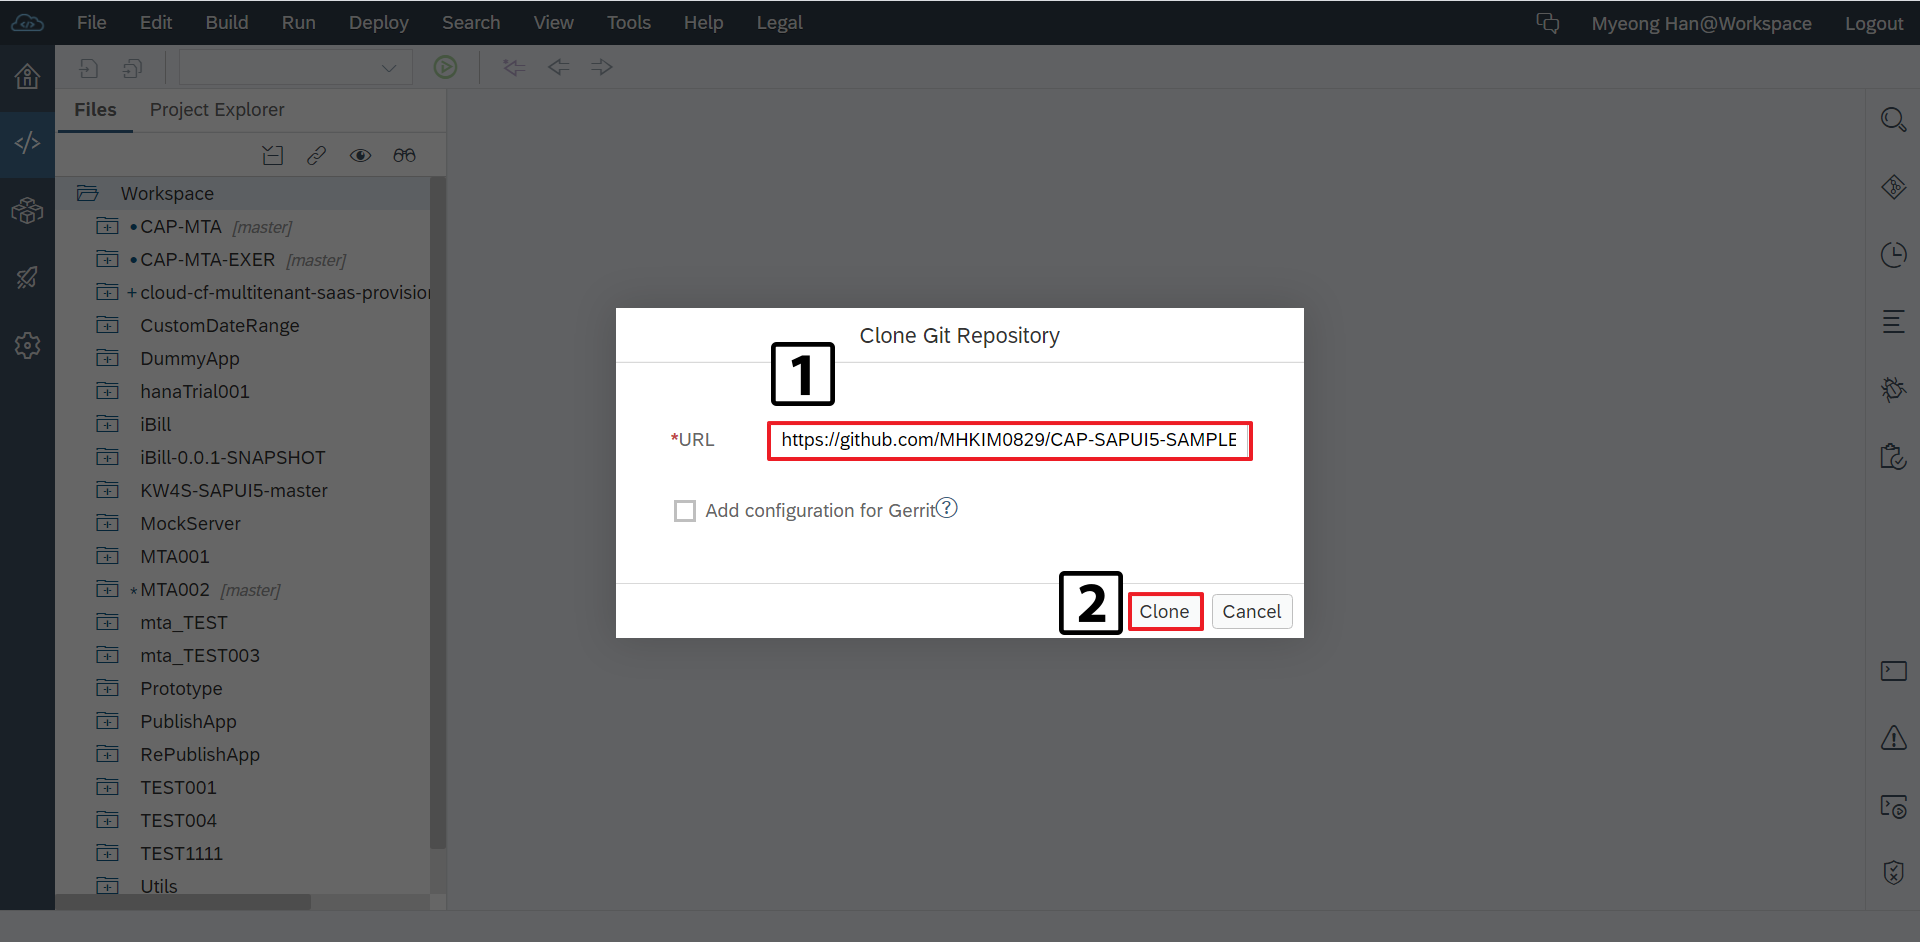 File Edit Build Run Deploy Search View Tools Help Legal Myeong Han@Workspace Logout
Files Project Explorer
Workspace
CAP-MTA [master]
CAP-MTA-EXER [master]
+ cloud-cf-multitenant-saas-provision
CustomDateRange
DummyApp
hanaTrial001
iBill
iBill-0.0.1-SNAPSHOT
KW4S-SAPUI5-master
MockServer
MTA001
* MTA002 [master]
mta_TEST
mta_TEST003
Prototype
PublishApp
RePublishApp
TEST001
TEST004
TEST1111
Utils
Clone Git Repository
1
*URL https://github.com/MHKIM0829/CAP-SAPUI5-SAMPLE
Add configuration for Gerrit ?
2
Clone Cancel